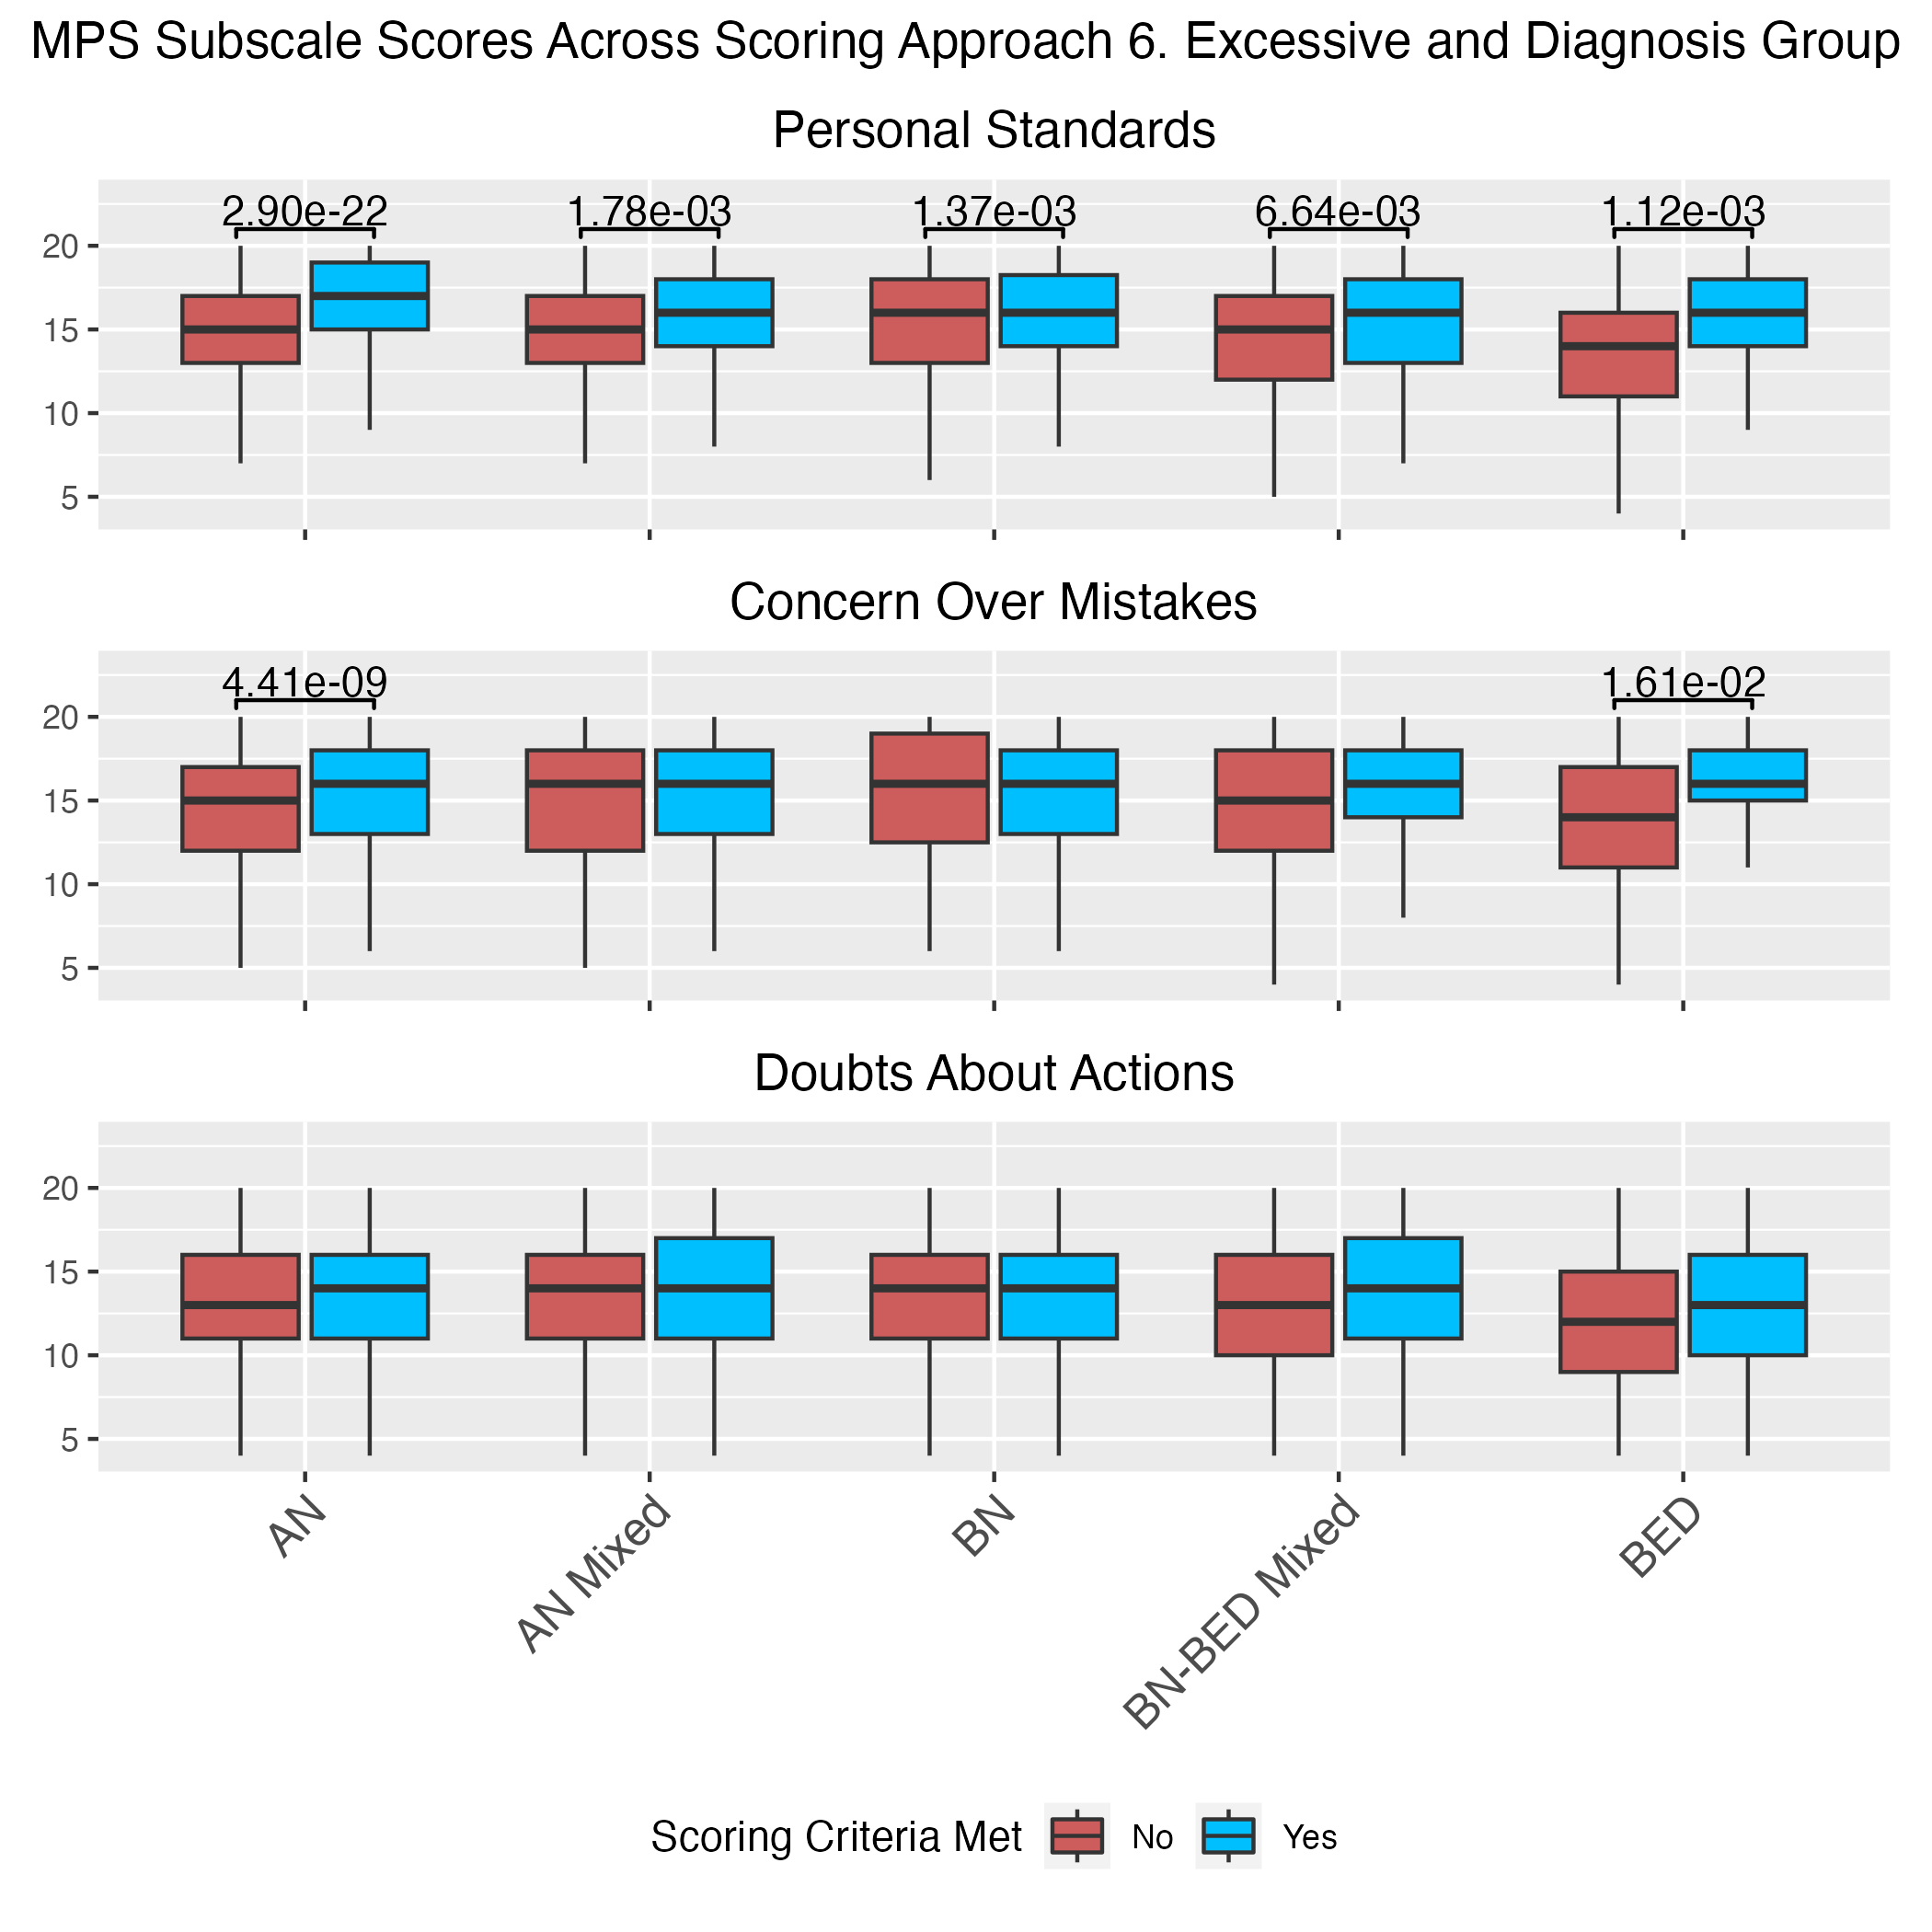 MPS Subscale Scores Across Scoring Approach 6. Excessive and Diagnosis Group
Personal Standards
2.90e-22 1.78e-03 1.37e-03 6.64e-03 1.12e-03
20
15
10
5
Concern Over Mistakes
4.41e-09 1.61e-02
20
15
10
5
Doubts About Actions
20
15
10
5
AN AN Mixed BN BN-BED Mixed BED
Scoring Criteria Met No Yes